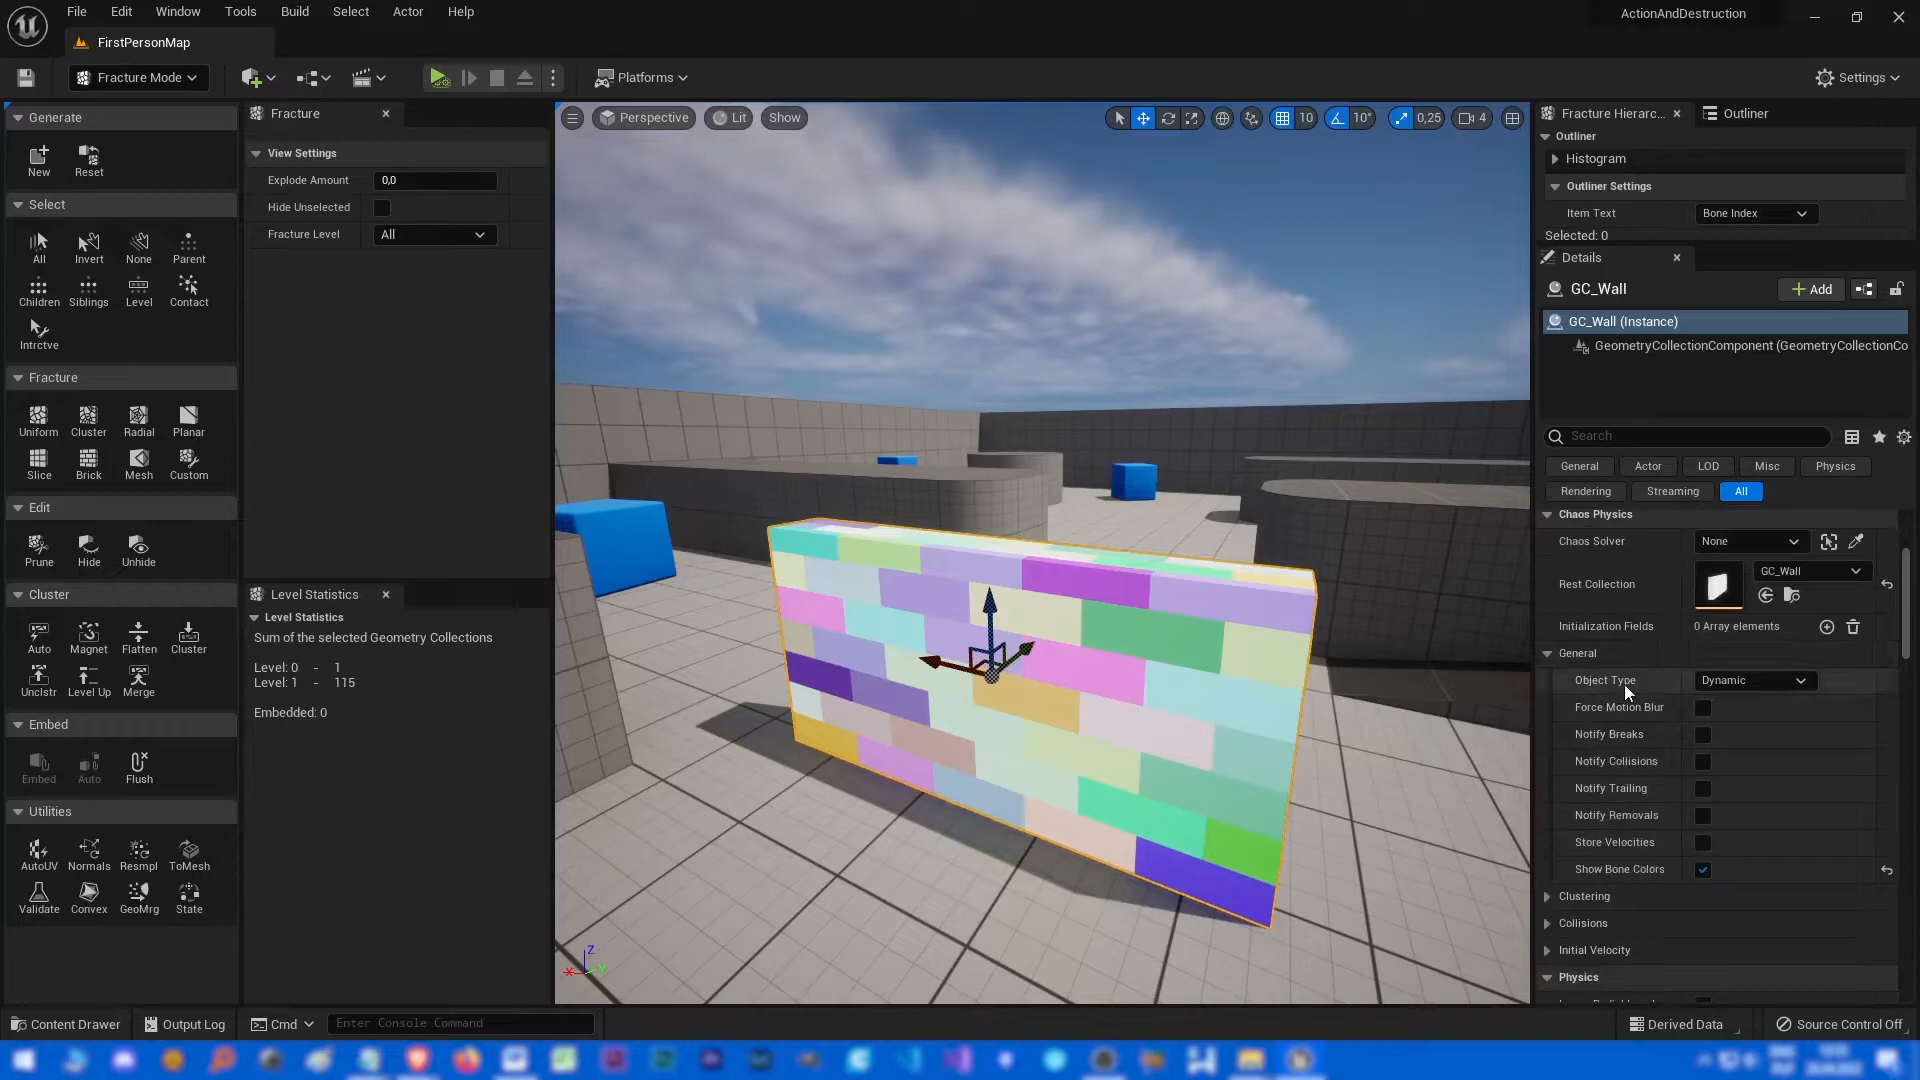 File Edit Window Tools Build Select Actor Help
ActionAndDestruction
FirstPersonMap
Fracture Mode
Platforms
Settings
Generate
New Reset
Select
All Invert None Parent
Children Siblings Level Contact
Intrctve
Fracture
Uniform Cluster Radial Planar
Slice Brick Mesh Custom
Edit
Prune Hide Unhide
Cluster
Auto Magnet Flatten Cluster
Unclstr Level Up Merge
Embed
Embed Auto Flush
Utilities
AutoUV Normals Resmpl ToMesh
Validate Convex GeoMrg State
Fracture
View Settings
Explode Amount 0,0
Hide Unselected
Fracture Level All
Level Statistics
Level Statistics
Sum of the selected Geometry Collections
Level: 0 - 1
Level: 1 - 115
Embedded: 0
Perspective Lit Show
10 10° 0,25 4
Z
X Y
Fracture Hierarc... Outliner
Outliner
Histogram
Outliner Settings
Item Text Bone Index
Selected: 0
Details
GC_Wall Add
GC_Wall (Instance)
GeometryCollectionComponent (GeometryCollectionCo
Search
General Actor LOD Misc Physics
Rendering Streaming All
Chaos Physics
Chaos Solver None
Rest Collection GC_Wall
Initialization Fields 0 Array elements
General
Object Type Dynamic
Force Motion Blur
Notify Breaks
Notify Collisions
Notify Trailing
Notify Removals
Store Velocities
Show Bone Colors
Clustering
Collisions
Initial Velocity
Physics
Content Drawer Output Log Cmd Enter Console Command
Derived Data Source Control Off